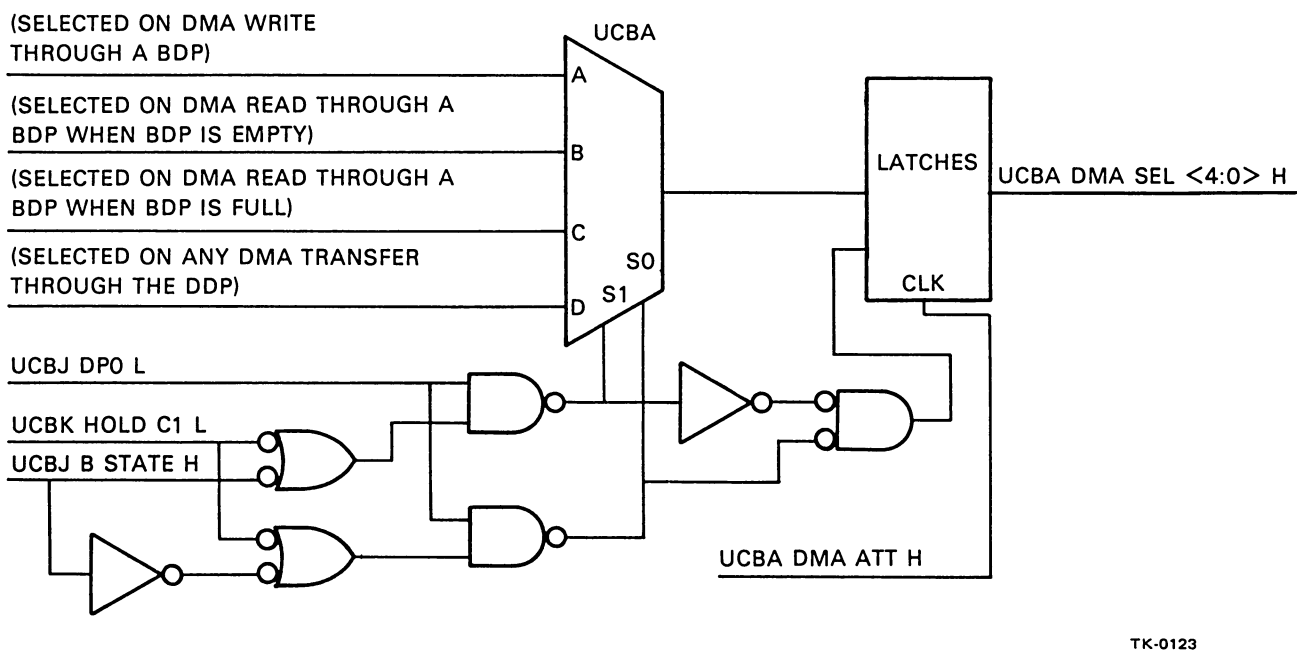 (SELECTED ON DMA WRITE
THROUGH A BDP)
UCBA
A
(SELECTED ON DMA READ THROUGH A
BDP WHEN BDP IS EMPTY)
B
LATCHES
UCBA DMA SEL <4:0> H
(SELECTED ON DMA READ THROUGH A
BDP WHEN BDP IS FULL)
C
(SELECTED ON ANY DMA TRANSFER
THROUGH THE DDP)
S0
S1
D
CLK
UCBJ DP0 L
UCBK HOLD C1 L
UCBJ B STATE H
UCBA DMA ATT H
TK-0123